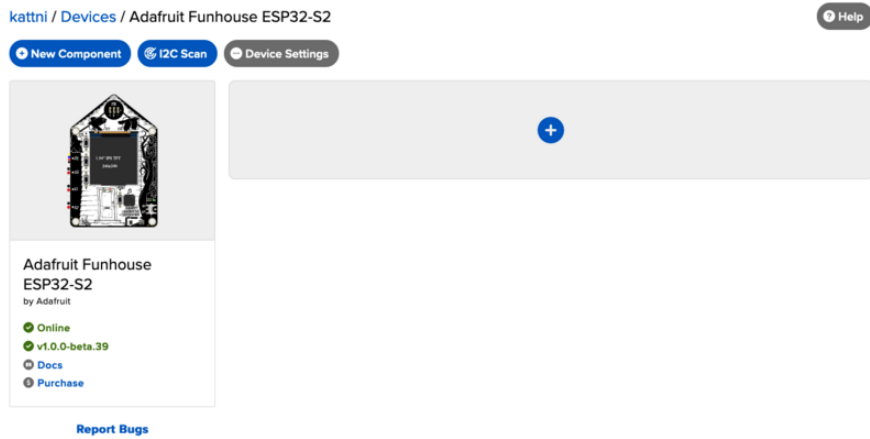 kattni / Devices / Adafruit Funhouse ESP32-S2
Help
New Component
I2C Scan
Device Settings
Adafruit Funhouse
ESP32-S2
by Adafruit
Online
v1.0.0-beta.39
Docs
Purchase
Report Bugs